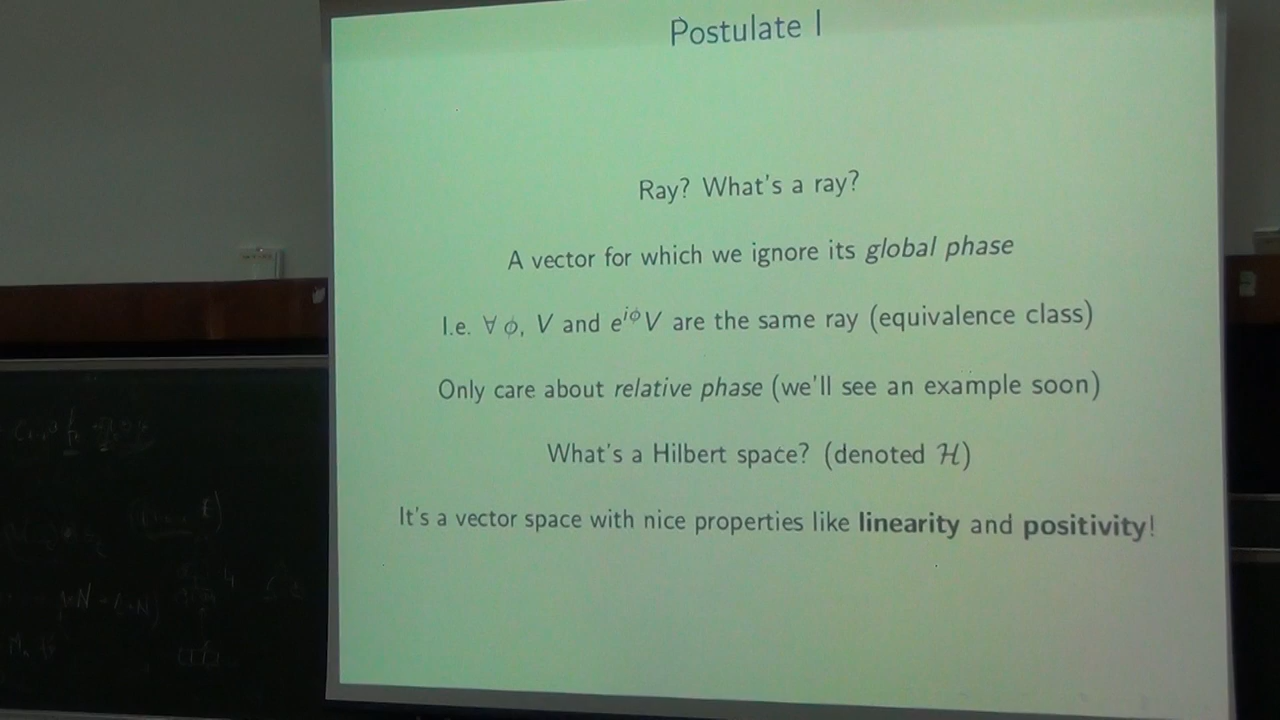 Postulate I
Ray? What's a ray?
A vector for which we ignore its global phase
I.e. ∀ ϕ, V and e^{iϕ}V are the same ray (equivalence class)
Only care about relative phase (we'll see an example soon)
What's a Hilbert space? (denoted ℋ)
It's a vector space with nice properties like linearity and positivity!